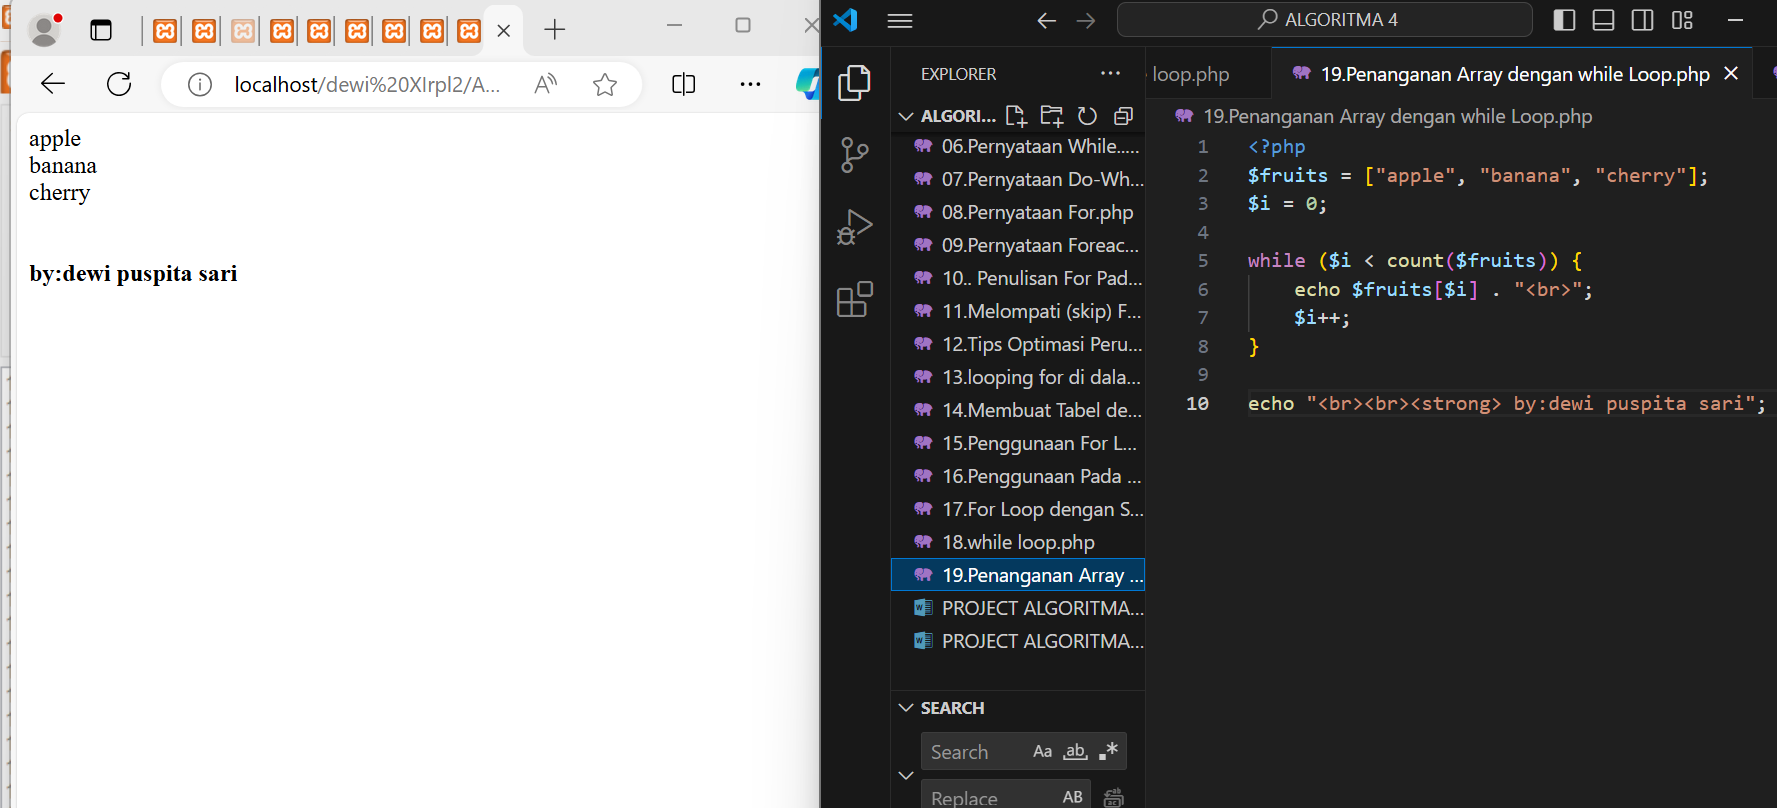 localhost/dewi%20XIrpl2/A...
apple
banana
cherry
by:dewi puspita sari
ALGORITMA 4
EXPLORER
ALGORI...
06.Pernyataan While.....
07.Pernyataan Do-Wh...
08.Pernyataan For.php
09.Pernyataan Foreac...
10.. Penulisan For Pad...
11.Melompati (skip) F...
12.Tips Optimasi Peru...
13.looping for di dala...
14.Membuat Tabel de...
15.Penggunaan For L...
16.Penggunaan Pada ...
17.For Loop dengan S...
18.while loop.php
19.Penanganan Array ...
PROJECT ALGORITMA...
PROJECT ALGORITMA...
SEARCH
Search
Aa
ab
Replace
AB
loop.php
19.Penanganan Array dengan while Loop.php
19.Penanganan Array dengan while Loop.php
1 <?php
2 $fruits = ["apple", "banana", "cherry"];
3 $i = 0;
4
5 while ($i < count($fruits)) {
6 echo $fruits[$i] . "<br>";
7 $i++;
8 }
9
10 echo "<br><br><strong> by:dewi puspita sari";